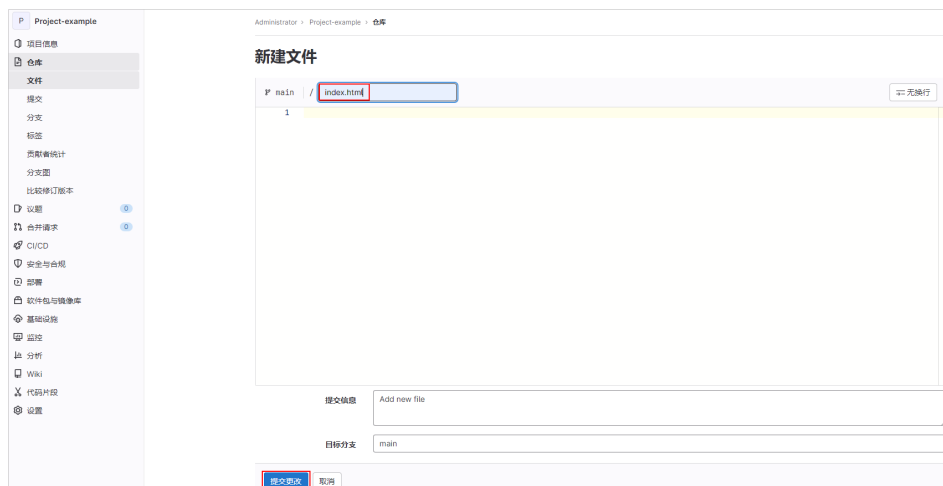 P Project-example
项目信息
仓库
文件
提交
分支
标签
贡献者统计
分支图
比较修订版本
议题 0
合并请求 0
CI/CD
安全与合规
部署
软件包与镜像库
基础设施
监控
分析
Wiki
代码片段
设置
Administrator > Project-example > 仓库
新建文件
main / index.html
无换行
1
提交信息 Add new file
目标分支 main
提交更改 取消